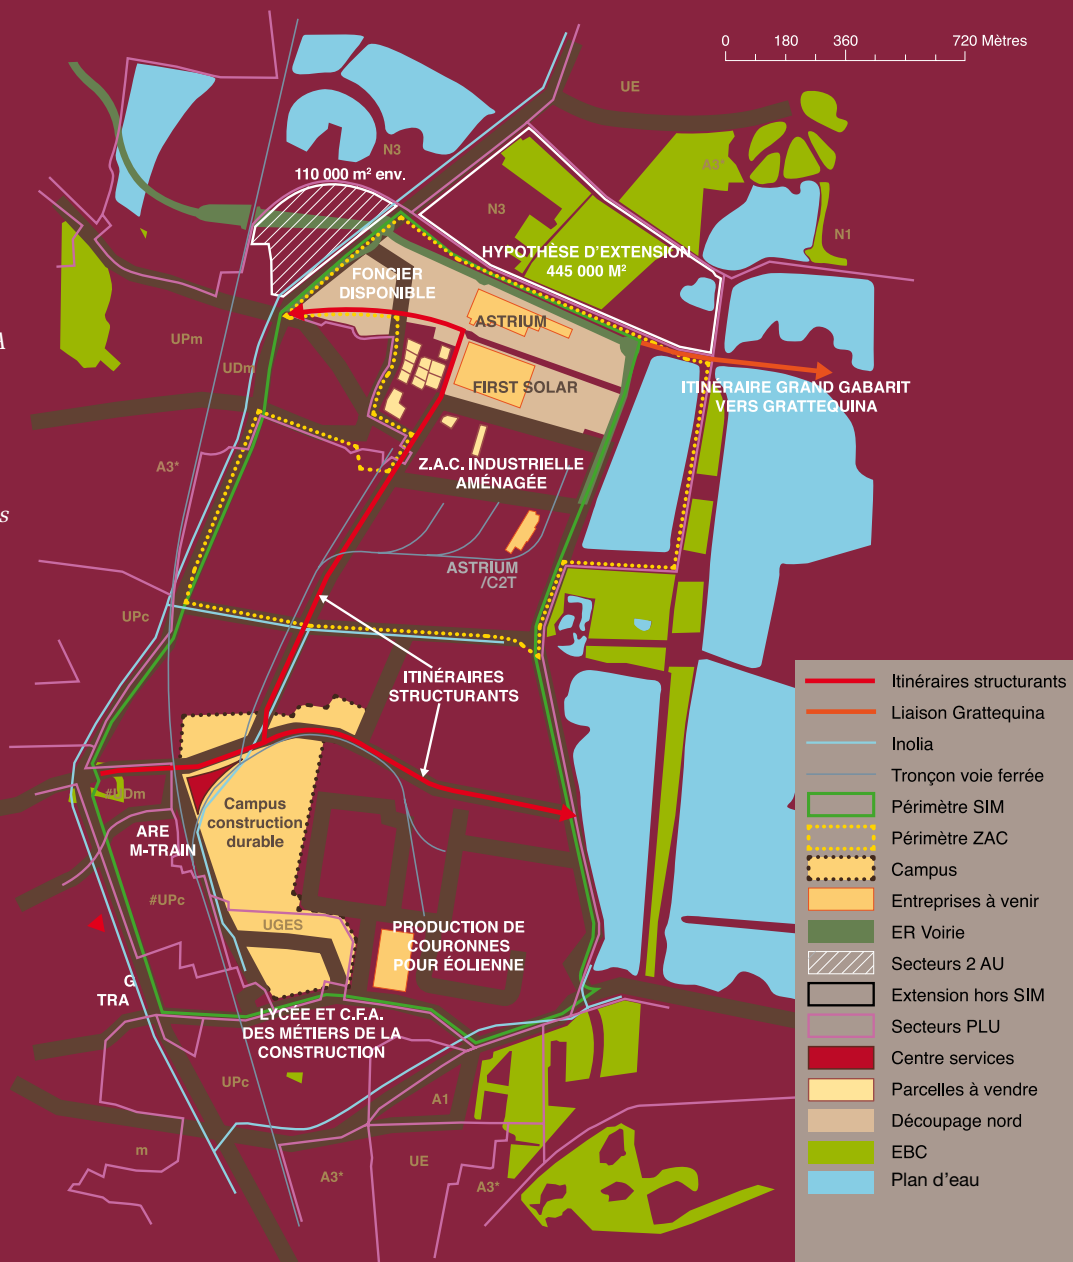 0 180 360 720 Mètres
UE
N3
A3*
110 000 m² env.
N3
N1
HYPOTHÈSE D'EXTENSION
445 000 M²
FONCIER
DISPONIBLE
ASTRIUM
A
UPm
UDm
FIRST SOLAR
ITINÉRAIRE GRAND GABARIT
VERS GRATTEQUINA
A3*
Z.A.C. INDUSTRIELLE
AMÉNAGÉE
s
ASTRIUM
/C2T
UPc
ITINÉRAIRES
STRUCTURANTS
#UDm
Campus
construction
durable
ARE
M-TRAIN
#UPc
UGES
PRODUCTION DE
COURONNES
POUR ÉOLIENNE
G
TRA
LYCÉE ET C.F.A.
DES MÉTIERS DE LA
CONSTRUCTION
UPc
A1
m
UE
A3*
A3*
Itinéraires structurants
Liaison Grattequina
Inolia
Tronçon voie ferrée
Périmètre SIM
Périmètre ZAC
Campus
Entreprises à venir
ER Voirie
Secteurs 2 AU
Extension hors SIM
Secteurs PLU
Centre services
Parcelles à vendre
Découpage nord
EBC
Plan d'eau